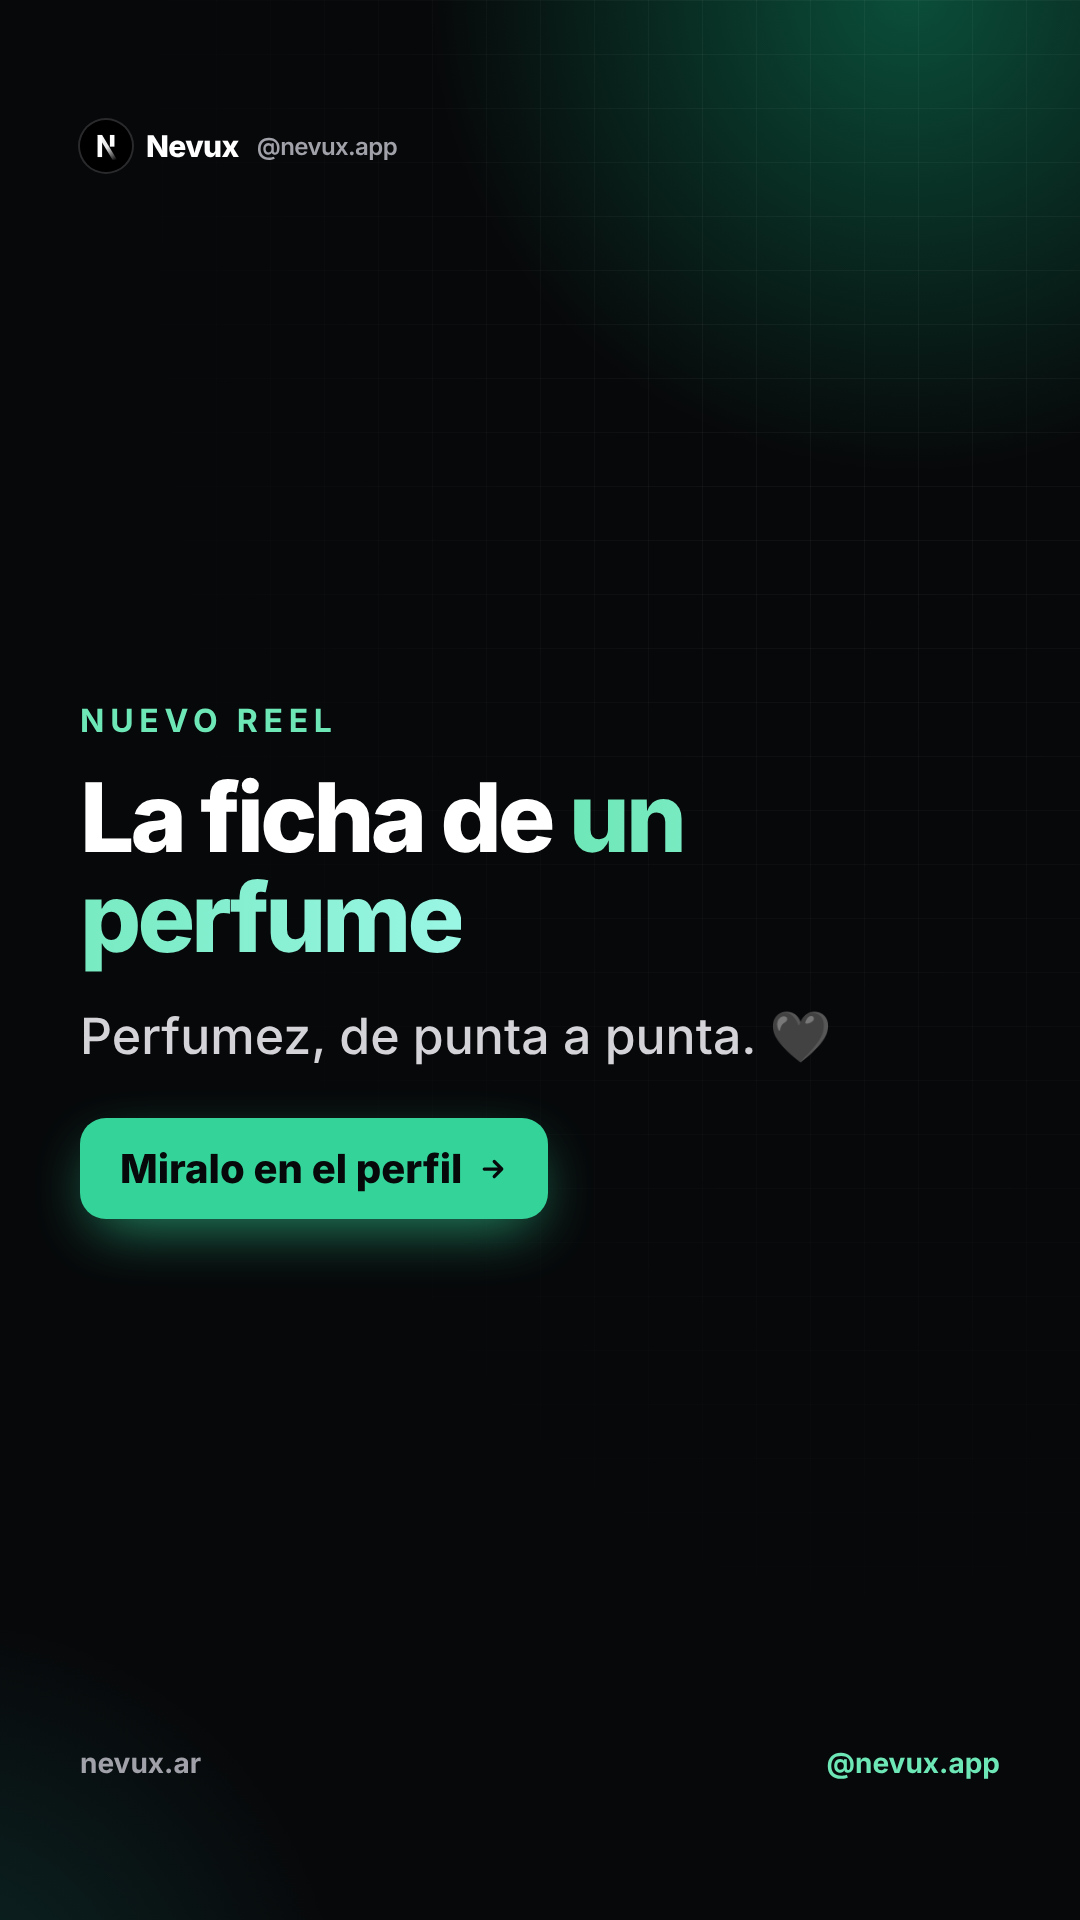 N Nevux @nevux.app
NUEVO REEL
La ficha de un
perfume
Perfumez, de punta a punta. 🖤
Miralo en el perfil →
nevux.ar @nevux.app